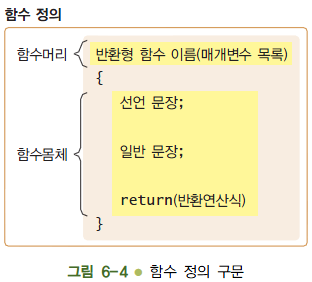 함수 정의
함수머리 반환형 함수 이름(매개변수 목록)
{
선언 문장;
일반 문장;
함수몸체
return(반환연산식)
}
그림 6-4 ● 함수 정의 구문